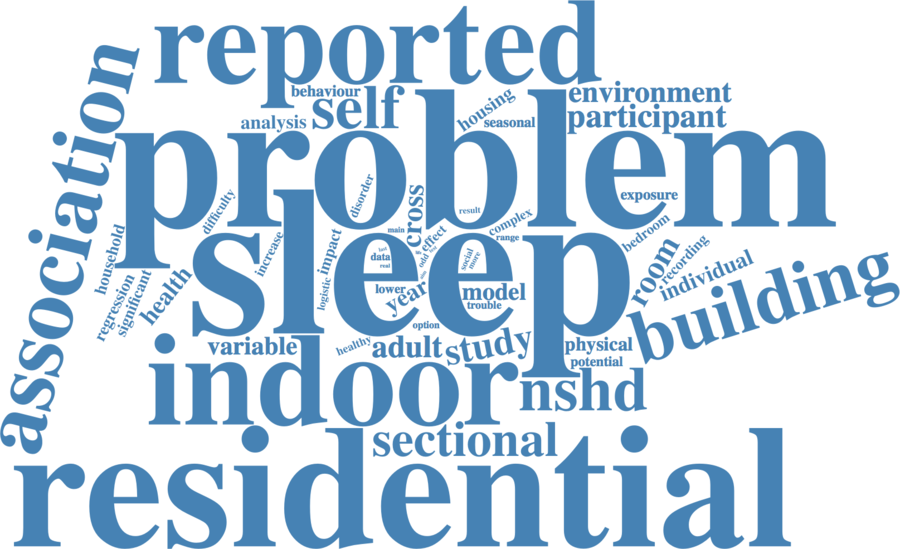 reported
behaviour
self
analysis
housing
seasonal
environment
participant
association
problem
exposure
disorder
difficulty
result
cross
complex
range
main
effect
impact
increase
household
bedroom
sleep
data
real
odd
social
more
room
recording
individual
building
health
regression
significant
logistic
lower
year
model
trouble
option
variable
healthy
adult
study
physical
potential
indoor
nshd
sectional
residential